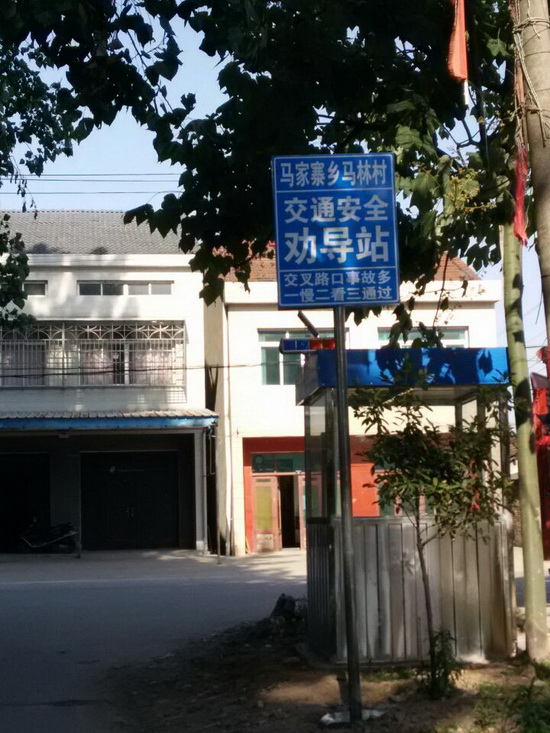 马家寨乡马林村
交通安全
劝导站
交叉路口事故多
一慢二看三通过